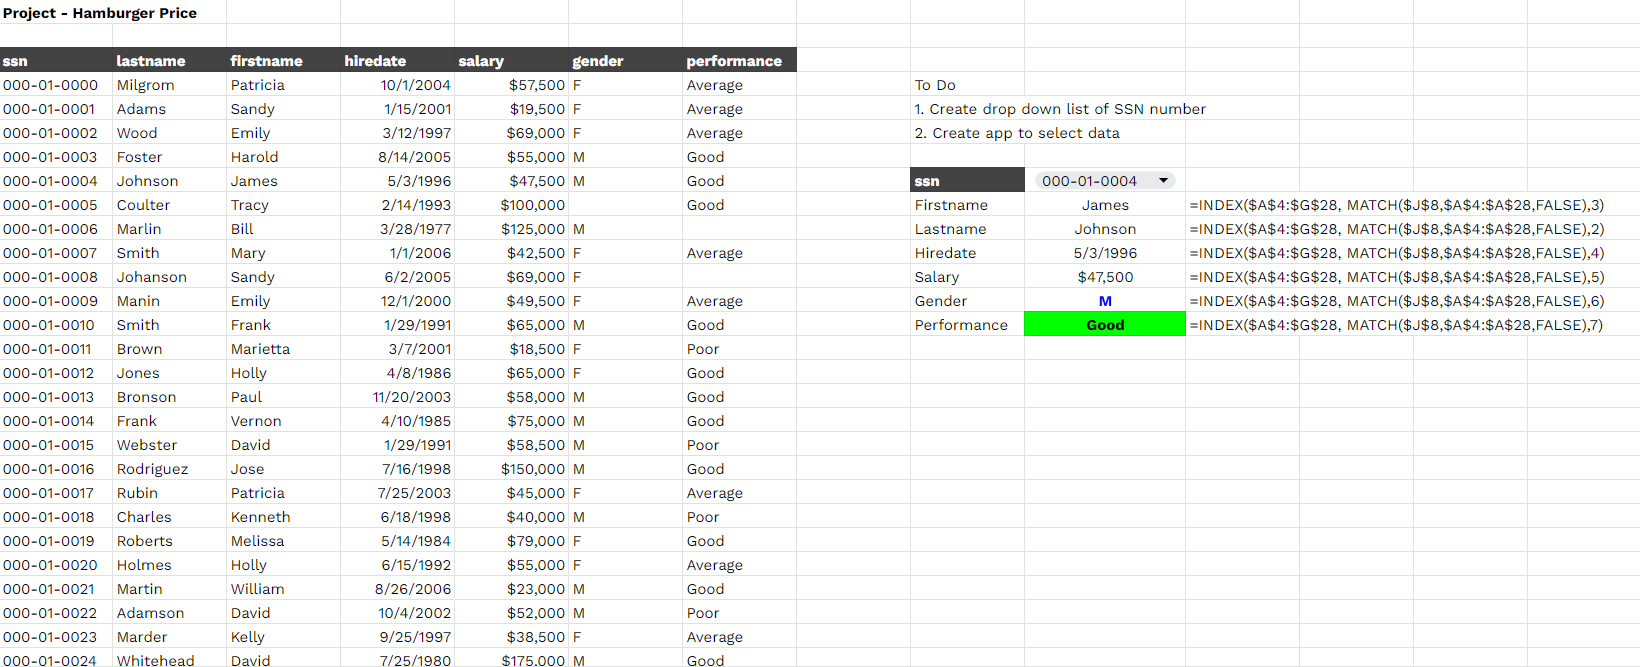 Project - Hamburger Price
ssn lastname firstname hiredate salary gender performance
000-01-0000 Milgrom Patricia 10/1/2004 $57,500 F Average To Do
000-01-0001 Adams Sandy 1/15/2001 $19,500 F Average 1. Create drop down list of SSN number
000-01-0002 Wood Emily 3/12/1997 $69,000 F Average 2. Create app to select data
000-01-0003 Foster Harold 8/14/2005 $55,000 M Good
000-01-0004 Johnson James 5/3/1996 $47,500 M Good ssn 000-01-0004
000-01-0005 Coulter Tracy 2/14/1993 $100,000 Good Firstname James =INDEX($A$4:$G$28, MATCH($J$8,$A$4:$A$28,FALSE),3)
000-01-0006 Marlin Bill 3/28/1977 $125,000 M Lastname Johnson =INDEX($A$4:$G$28, MATCH($J$8,$A$4:$A$28,FALSE),2)
000-01-0007 Smith Mary 1/1/2006 $42,500 F Average Hiredate 5/3/1996 =INDEX($A$4:$G$28, MATCH($J$8,$A$4:$A$28,FALSE),4)
000-01-0008 Johanson Sandy 6/2/2005 $69,000 F Salary $47,500 =INDEX($A$4:$G$28, MATCH($J$8,$A$4:$A$28,FALSE),5)
000-01-0009 Manin Emily 12/1/2000 $49,500 F Average Gender M =INDEX($A$4:$G$28, MATCH($J$8,$A$4:$A$28,FALSE),6)
000-01-0010 Smith Frank 1/29/1991 $65,000 M Good Performance Good =INDEX($A$4:$G$28, MATCH($J$8,$A$4:$A$28,FALSE),7)
000-01-0011 Brown Marietta 3/7/2001 $18,500 F Poor
000-01-0012 Jones Holly 4/8/1986 $65,000 F Good
000-01-0013 Bronson Paul 11/20/2003 $58,000 M Good
000-01-0014 Frank Vernon 4/10/1985 $75,000 M Good
000-01-0015 Webster David 1/29/1991 $58,500 M Poor
000-01-0016 Rodriguez Jose 7/16/1998 $150,000 M Good
000-01-0017 Rubin Patricia 7/25/2003 $45,000 F Average
000-01-0018 Charles Kenneth 6/18/1998 $40,000 M Poor
000-01-0019 Roberts Melissa 5/14/1984 $79,000 F Good
000-01-0020 Holmes Holly 6/15/1992 $55,000 F Average
000-01-0021 Martin William 8/26/2006 $23,000 M Good
000-01-0022 Adamson David 10/4/2002 $52,000 M Poor
000-01-0023 Marder Kelly 9/25/1997 $38,500 F Average
000-01-0024 Whitehead David 7/25/1980 $175,000 M Good